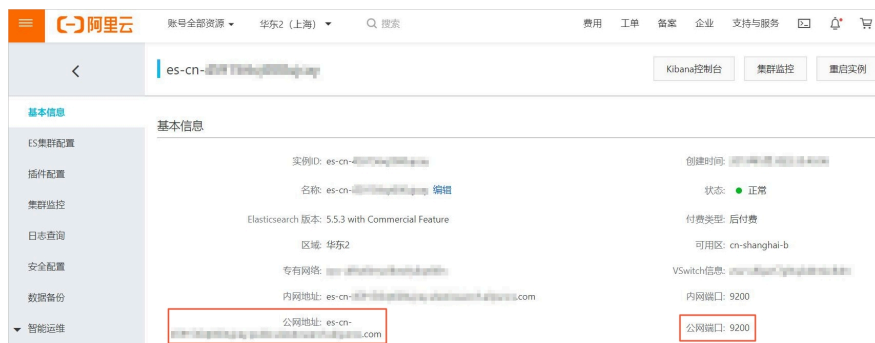 阿里云 账号全部资源 华东2（上海） 搜索 费用 工单 备案 企业 支持与服务
es-cn- Kibana控制台 集群监控 重启实例
基本信息
ES集群配置
插件配置
集群监控
日志查询
安全配置
数据备份
智能运维
基本信息
实例ID: es-cn- 创建时间:
名称: es-cn- 编辑 状态: 正常
Elasticsearch 版本: 5.5.3 with Commercial Feature 付费类型: 后付费
区域: 华东2 可用区: cn-shanghai-b
专有网络: VSwitch信息:
内网地址: es-cn- .com 内网端口: 9200
公网地址: es-cn- 公网端口: 9200
.com